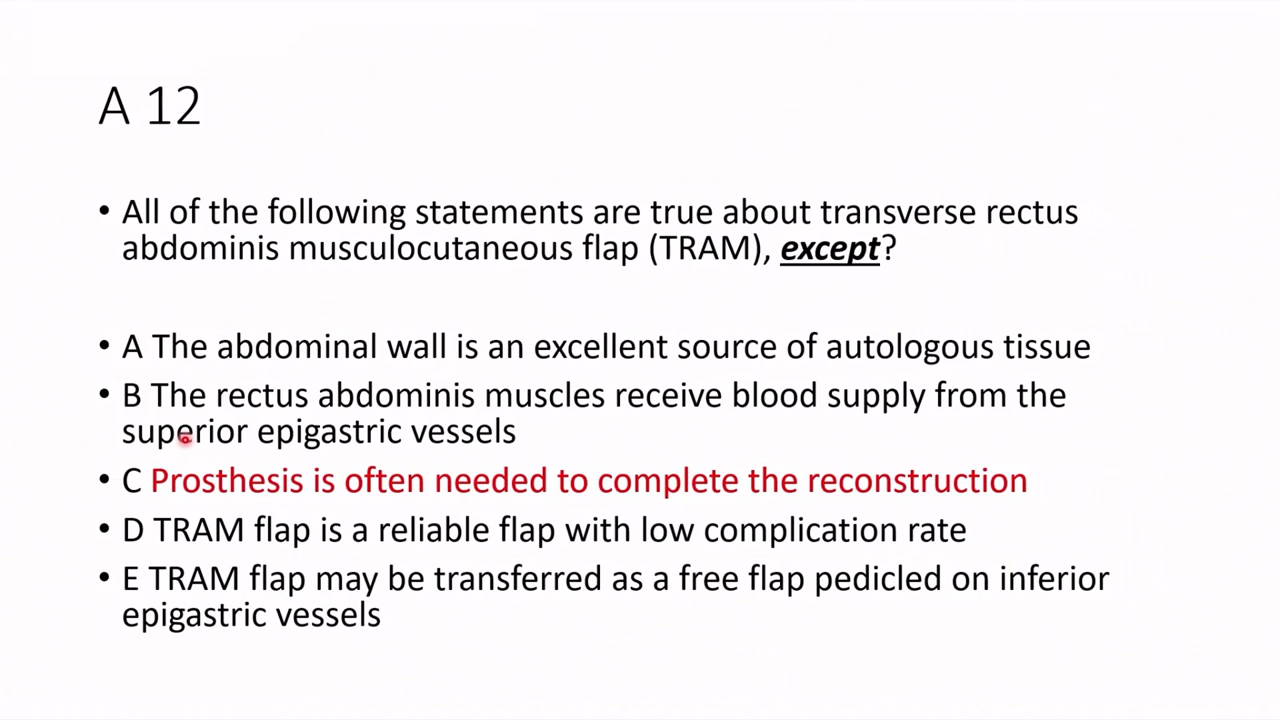 A 12
• All of the following statements are true about transverse rectus
abdominis musculocutaneous flap (TRAM), except?
• A The abdominal wall is an excellent source of autologous tissue
• B The rectus abdominis muscles receive blood supply from the
superior epigastric vessels
• C Prosthesis is often needed to complete the reconstruction
• D TRAM flap is a reliable flap with low complication rate
• E TRAM flap may be transferred as a free flap pedicled on inferior
epigastric vessels